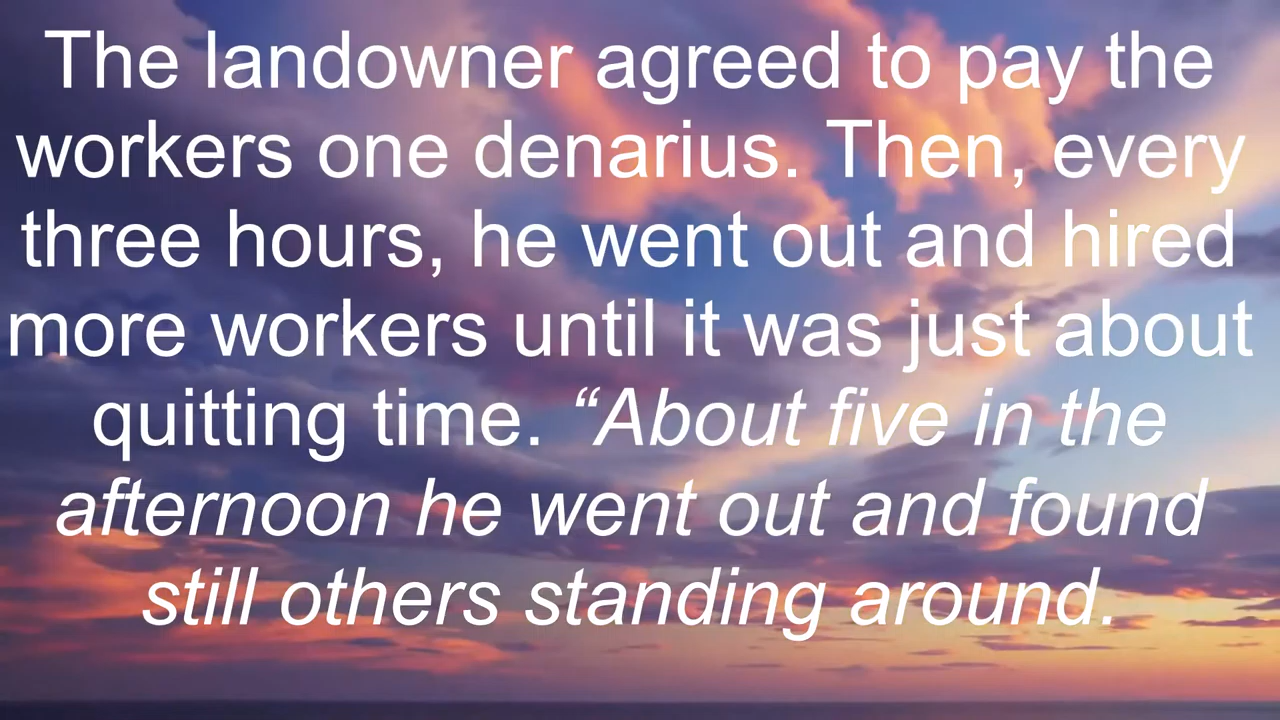 The landowner agreed to pay the
workers one denarius. Then, every
three hours, he went out and hired
more workers until it was just about
quitting time. “About five in the
afternoon he went out and found
still others standing around.